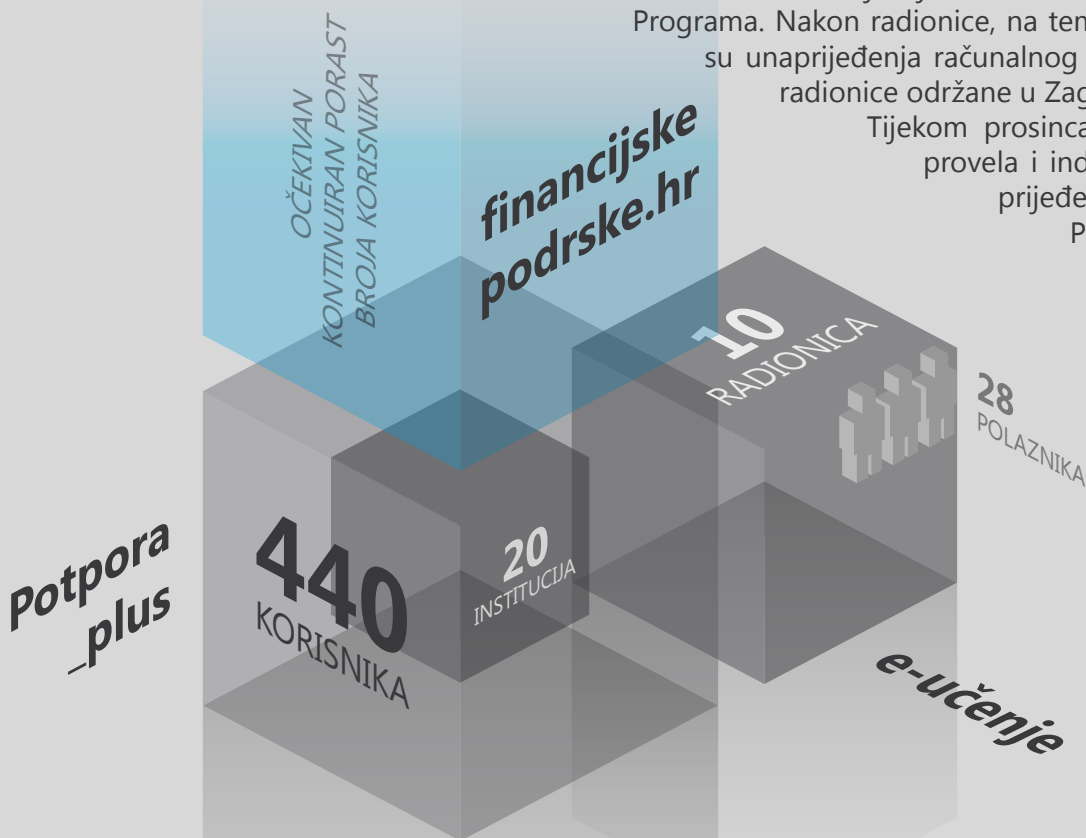 Programa. Nakon radionice, na tem
su unaprijeđenja računalnog
radionice održane u Zag
Tijekom prosinca
provela i ind
prijeđe
P
OČEKIVAN
KONTINUIRAN PORAST
BROJA KORISNIKA
financijske
podrske.hr
10
RADIONICA
28
POLAZNIKA
Potpora
_plus
440
KORISNIKA
20
INSTITUCIJA
e-učenje